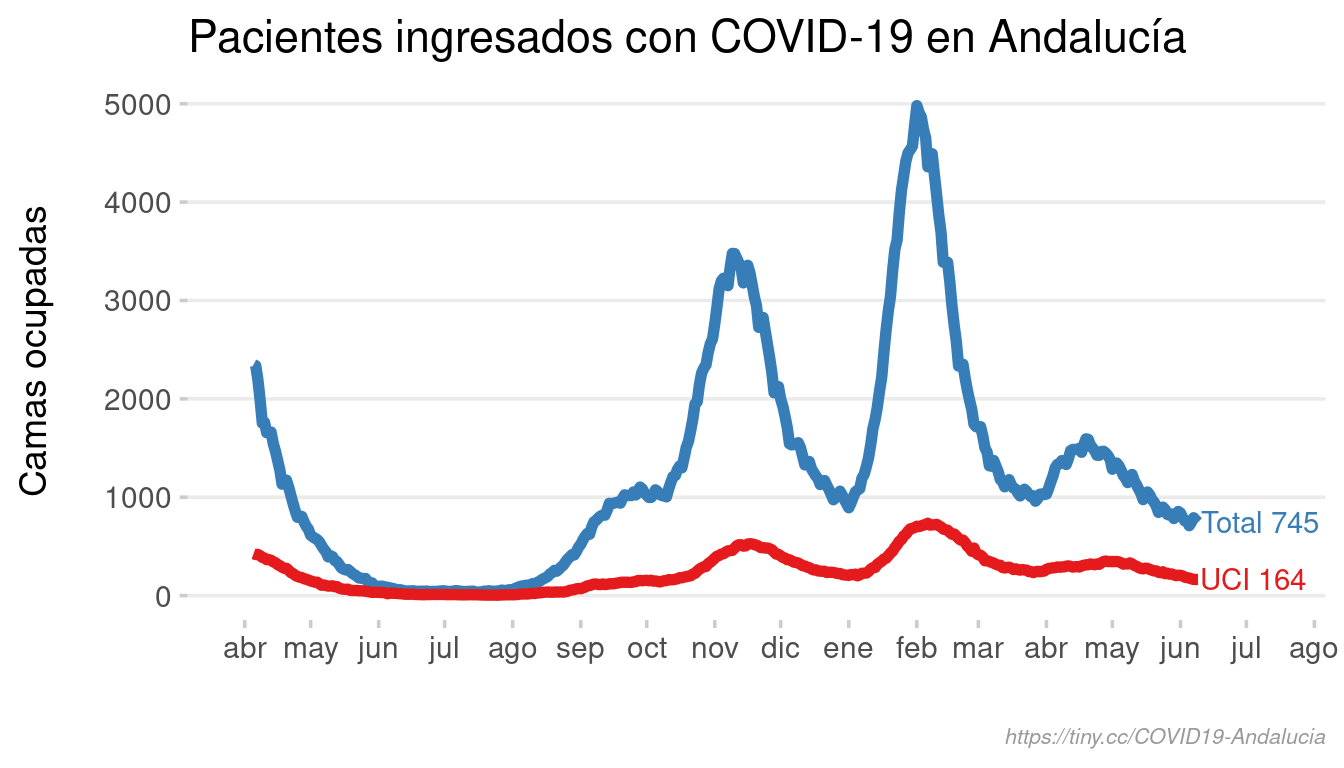 Pacientes ingresados con COVID-19 en Andalucía
Camas ocupadas
5000
4000
3000
2000
1000
0
Total 745
UCI 164
abr may jun jul ago sep oct nov dic ene feb mar abr may jun jul ago
https://tiny.cc/COVID19-Andalucia